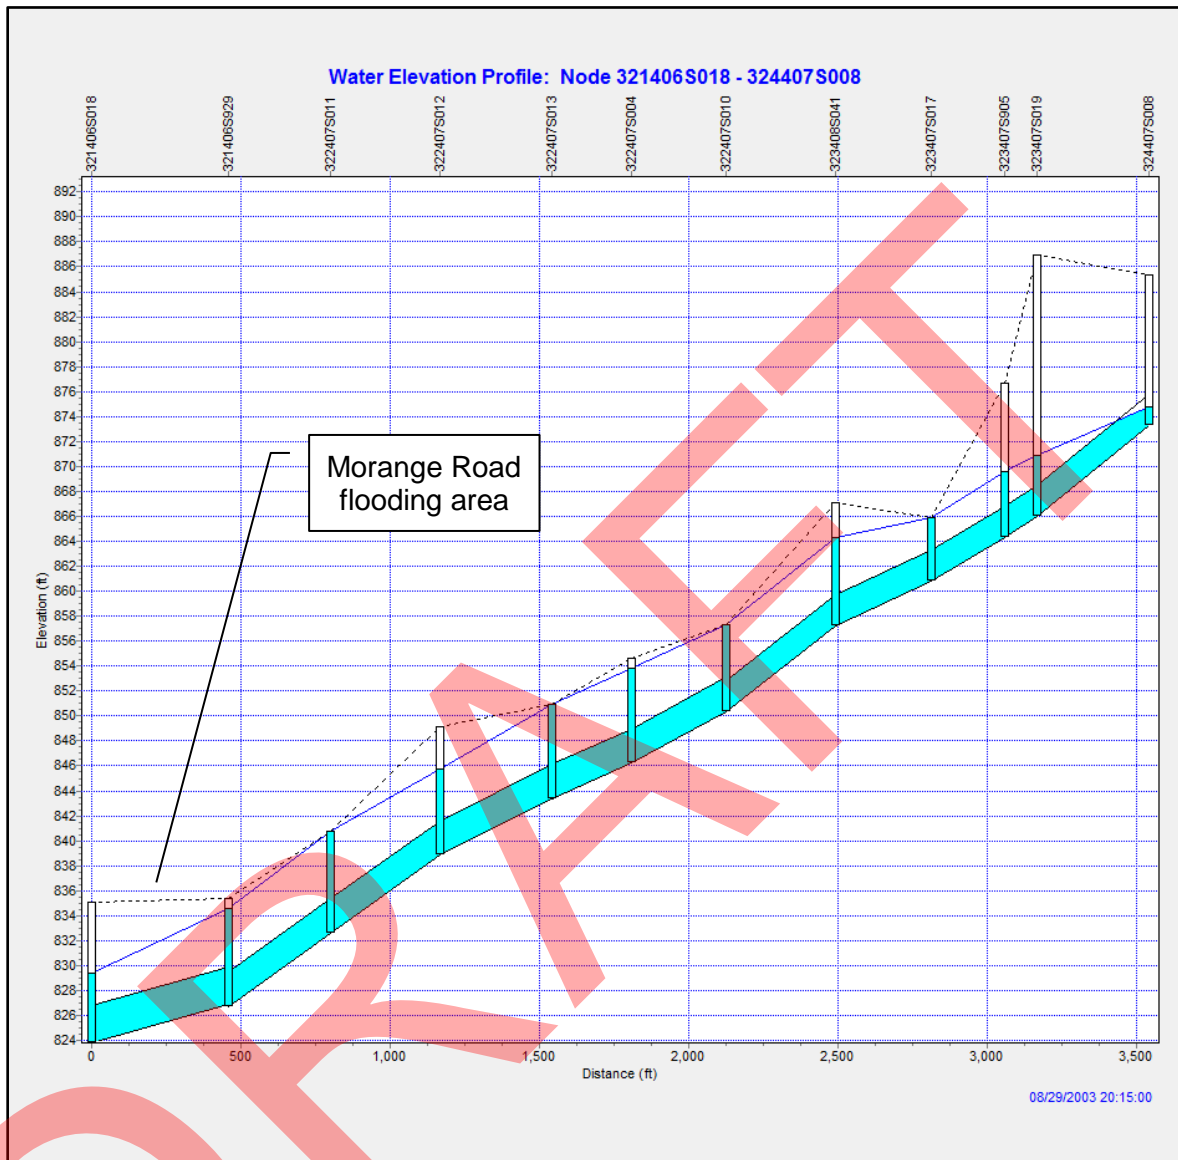 Water Elevation Profile: Node 321406S018 - 324407S008
321406S018
321406S929
322407S011
322407S012
322407S013
322407S004
322407S010
323408S041
323407S017
323407S905
323407S019
324407S008
892
890
888
886
884
882
880
878
876
874
872
870
868
866
864
862
860
858
856
854
852
850
848
846
844
842
840
838
836
834
832
830
828
826
824
Elevation (ft)
Morange Road
flooding area
0
500
1,000
1,500
2,000
2,500
3,000
3,500
Distance (ft)
08/29/2003 20:15:00
DRAFT